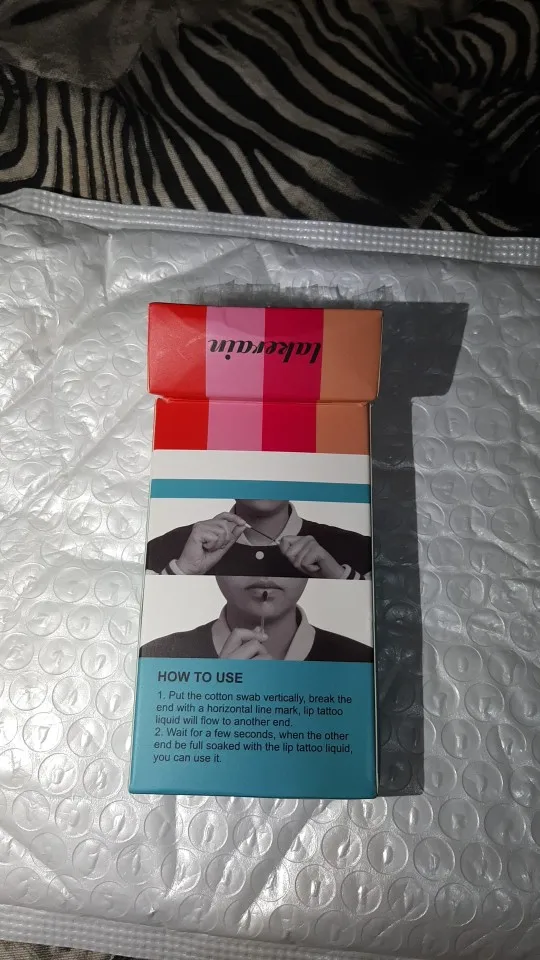 lakerain
HOW TO USE
1. Put the cotton swab vertically, break the
end with a horizontal line mark, lip tattoo
liquid will flow to another end.
2. Wait for a few seconds, when the other
end be full soaked with the lip tattoo liquid,
you can use it.